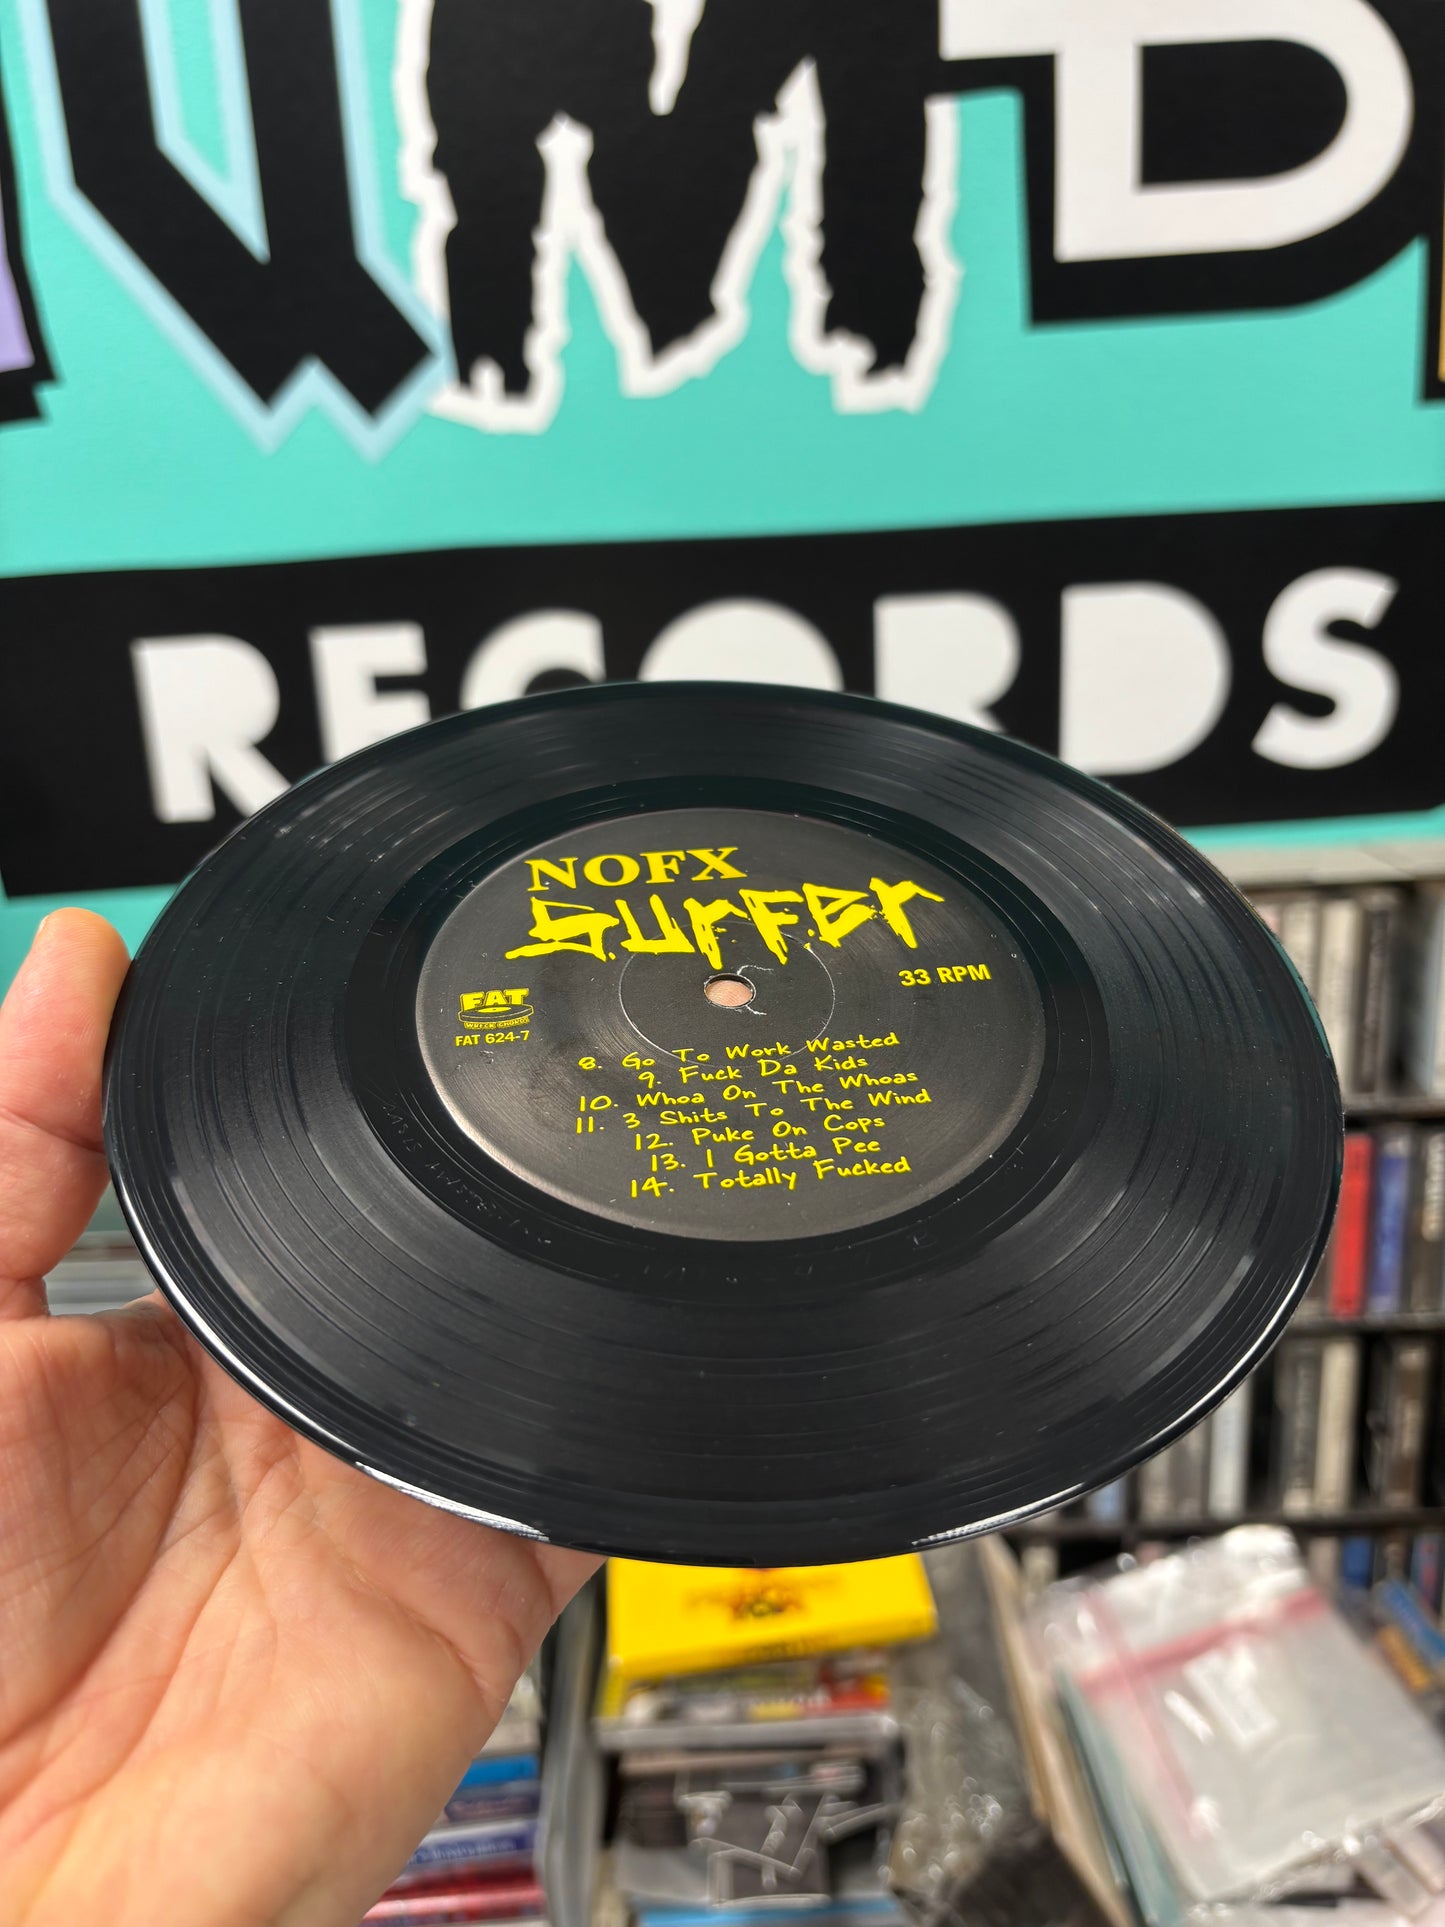 RECORDS
NOFX
SURFER
33 RPM
FAT
WRECK CHORDS
FAT 624-7
8. Go To Work Wasted
9. Fuck Da Kids
10. Whoa On The Whoas
11. 3 Shits To The Wind
12. Puke On Cops
13. I Gotta Pee
14. Totally Fucked